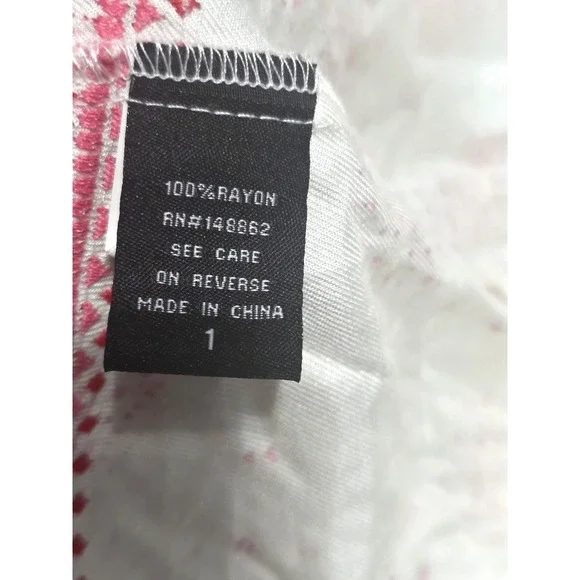 100%RAYON
RN#148862
SEE CARE
ON REVERSE
MADE IN CHINA
1